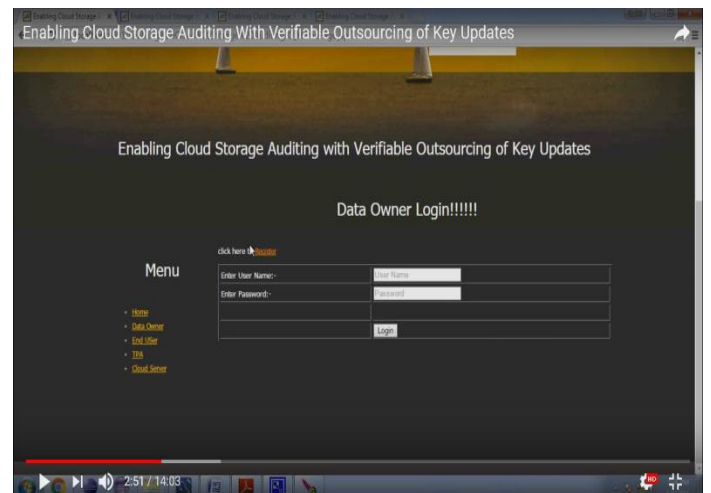 Enabling Cloud Storage Auditing With Verifiable Outsourcing of Key Updates
Enabling Cloud Storage Auditing with Verifiable Outsourcing of Key Updates
Data Owner Login!!!!!!
click here Register
Menu
Enter User Name:- User Name
Enter Password:- Password
Login
Home
Data Owner
End User
TPA
Cloud Server
2:51 / 14:03
HD